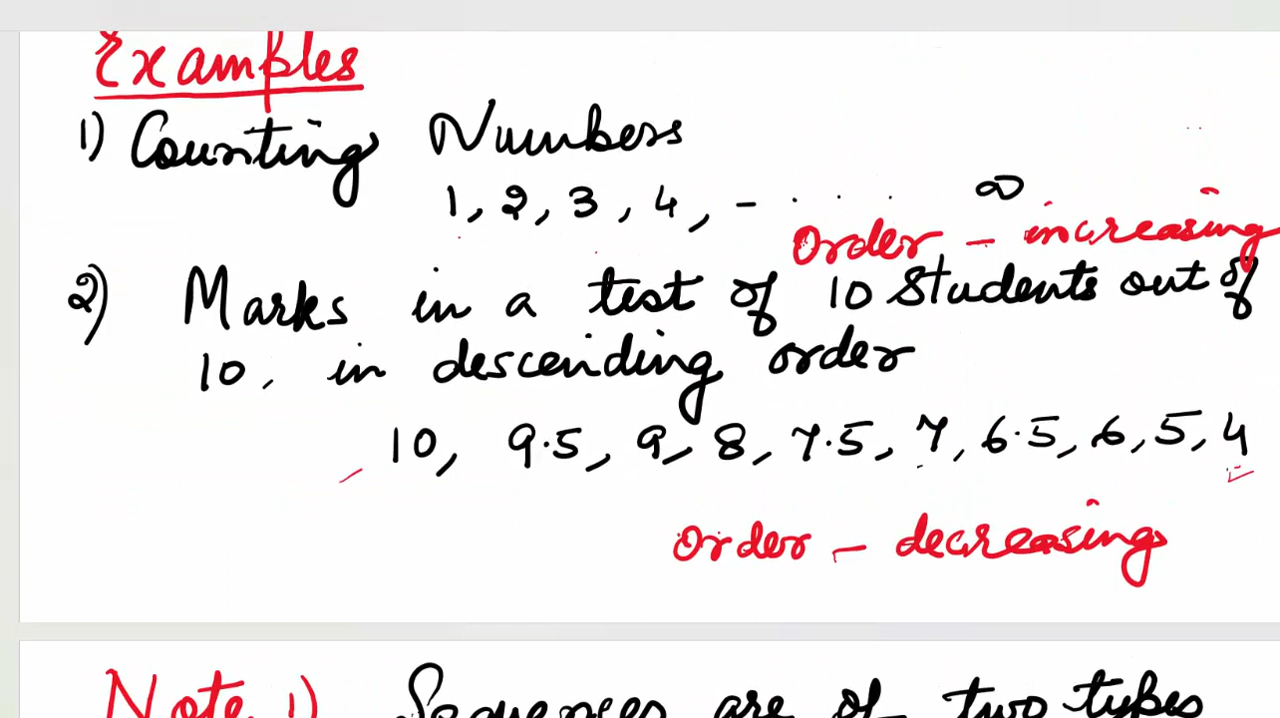 Examples
1) Counting Numbers
1, 2, 3, 4, - . . . . ∞
Order - increasing
2) Marks in a test of 10 Students out of
10, in descending order
10, 9.5, 9, 8, 7.5, 7, 6.5, 6, 5, 4
Order - decreasing
Note 1) Sequences are of two types